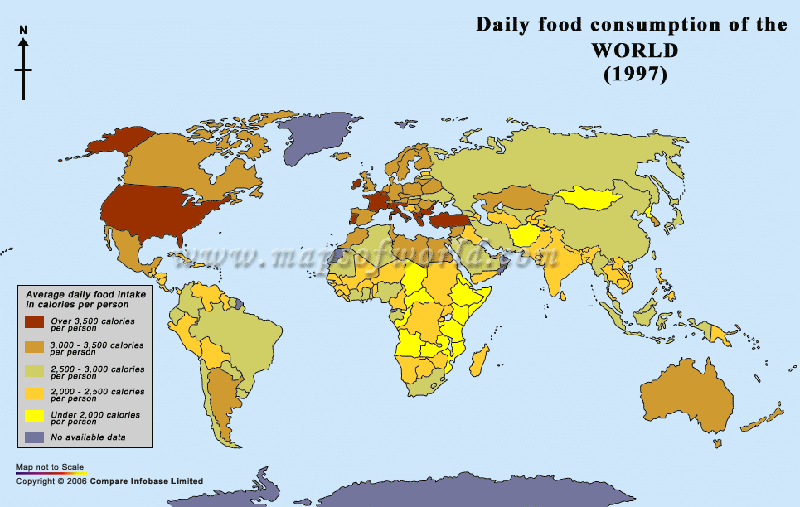 Daily food consumption of the
WORLD
(1997)
N
www.mapsofworld.com
Average daily food intake
in calories per person
Over 3,500 calories
per person
3,000 - 3,500 calories
per person
2,500 - 3,000 calories
per person
2,000 - 2,500 calories
per person
Under 2,000 calories
per person
No available data
Map not to Scale
Copyright © 2006 Compare Infobase Limited